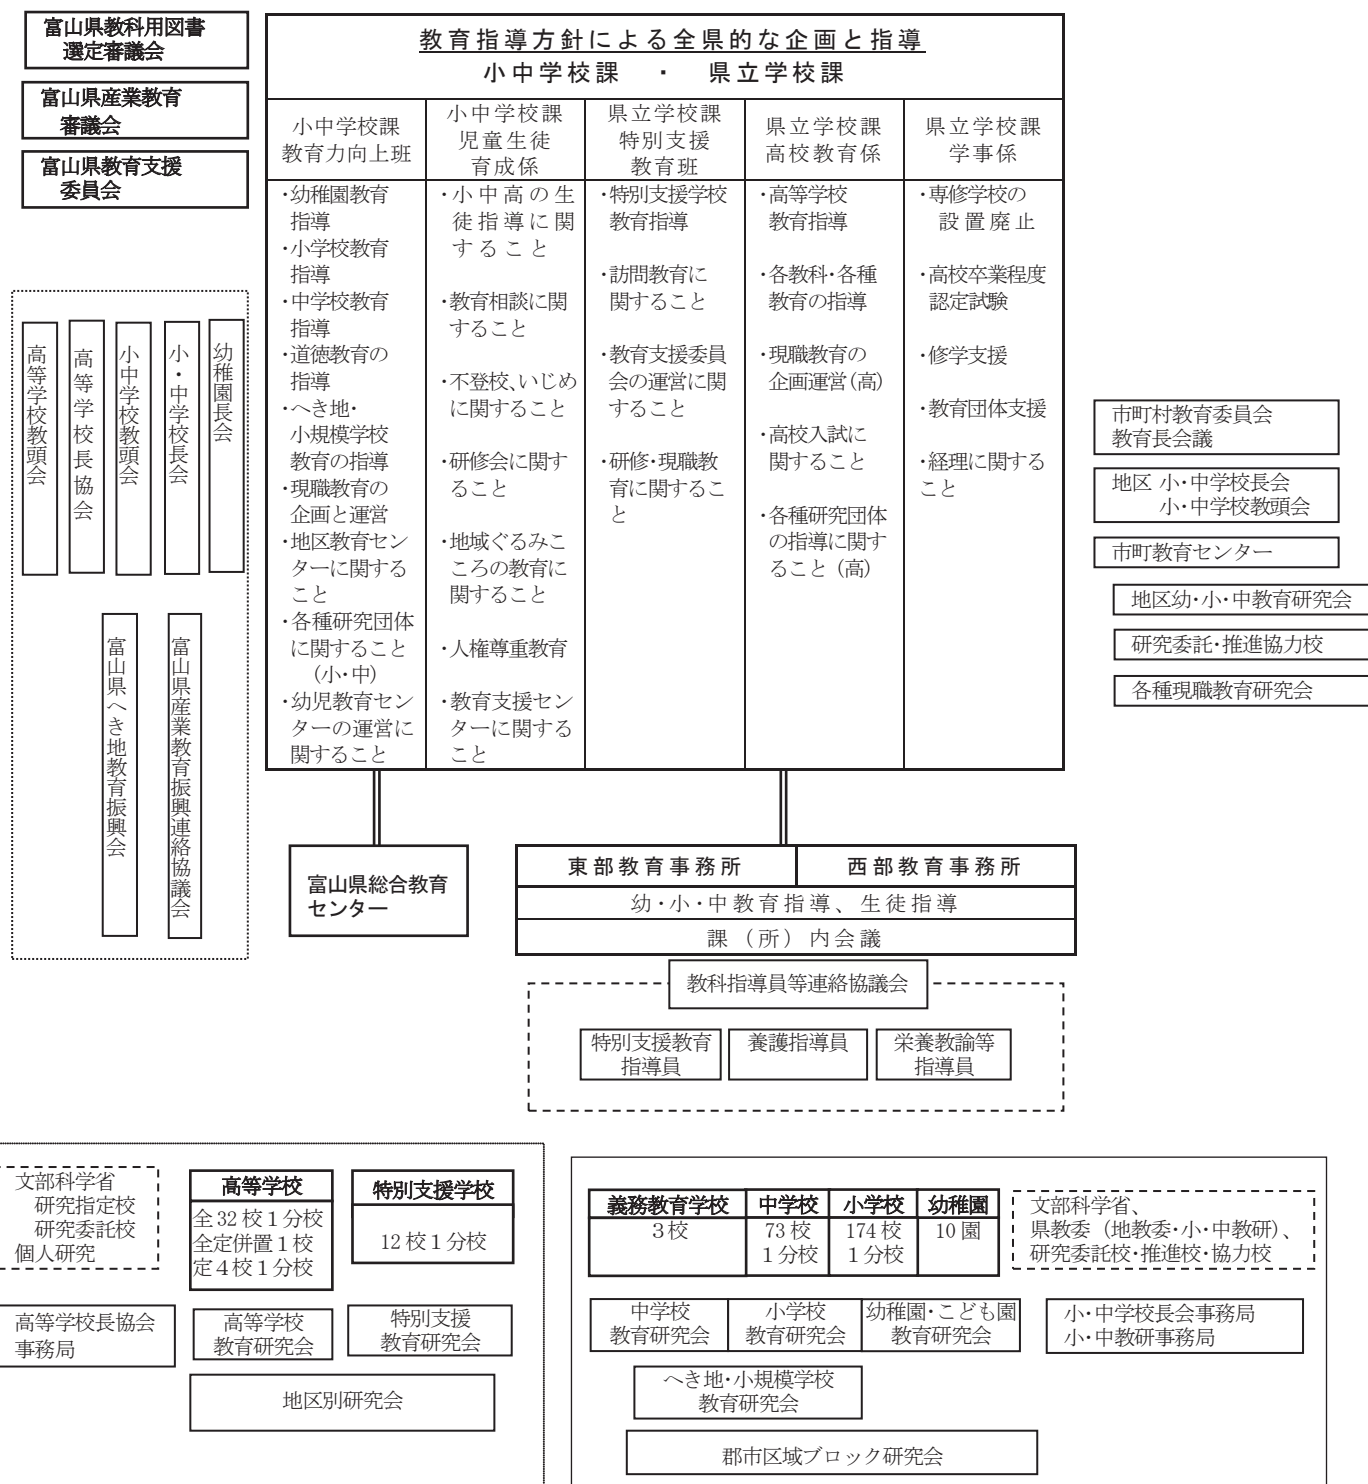 富山県教科用図書
選定審議会
富山県産業教育
審議会
富山県教育支援
委員会
教育指導方針による全県的な企画と指導
小中学校課 ・ 県立学校課
小中学校課
教育力向上班
小中学校課
児童生徒
育成係
県立学校課
特別支援
教育班
県立学校課
高校教育係
県立学校課
学事係
・幼稚園教育
指導
・小学校教育
指導
・中学校教育
指導
・道徳教育の
指導
・へき地・
小規模学校
教育の指導
・現職教育の
企画と運営
・地区教育セン
ターに関する
こと
・各種研究団体
に関すること
(小・中)
・幼児教育セン
ターの運営に
関すること
・小中高の生
徒指導に関
すること
・教育相談に関
すること
・不登校、いじめ
に関すること
・研修会に関す
ること
・地域ぐるみこ
ころの教育に
関すること
・人権尊重教育
・教育支援セン
ターに関する
こと
・特別支援学校
教育指導
・訪問教育に
関すること
・教育支援委員
会の運営に関
すること
・研修・現職教
育に関するこ
と
・高等学校
教育指導
・各教科・各種
教育の指導
・現職教育の
企画運営(高)
・高校入試に
関すること
・各種研究団体
の指導に関す
ること(高)
・専修学校の
設置廃止
・高校卒業程度
認定試験
・修学支援
・教育団体支援
・経理に関する
こと
高等学校教頭会
高等学校長協会
小中学校教頭会
小・中学校長会
幼稚園長会
富山県へき地教育振興会
富山県産業教育振興連絡協議会
市町村教育委員会
教育長会議
地区 小・中学校長会
小・中学校教頭会
市町教育センター
地区幼・小・中教育研究会
研究委託・推進協力校
各種現職教育研究会
富山県総合教育
センター
東部教育事務所
西部教育事務所
幼・小・中教育指導、生徒指導
課(所)内会議
教科指導員等連絡協議会
特別支援教育
指導員
養護指導員
栄養教諭等
指導員
文部科学省
研究指定校
研究委託校
個人研究
高等学校
全32校1分校
全定併置1校
定4校1分校
特別支援学校
12校1分校
高等学校長協会
事務局
高等学校
教育研究会
特別支援
教育研究会
地区別研究会
義務教育学校
3校
中学校
73校
1分校
小学校
174校
1分校
幼稚園
10園
文部科学省、
県教委(地教委・小・中教研)、
研究委託校・推進校・協力校
中学校
教育研究会
小学校
教育研究会
幼稚園・こども園
教育研究会
小・中学校長会事務局
小・中教研事務局
へき地・小規模学校
教育研究会
郡市区域ブロック研究会